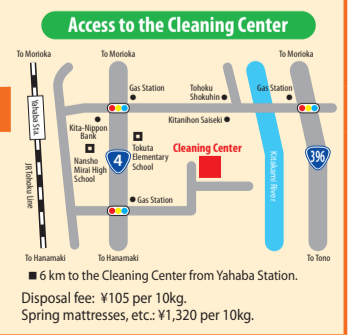 Access to the Cleaning Center
To Morioka
To Morioka
To Morioka
Gas Station
Tohoku
Shokuhin
Gas Station
Yahaba Sta.
Kita-Nippon
Bank
Kitanihon Saiseki
Tokuta
Elementary
School
Cleaning Center
Nansho
Mirai High
School
4
396
Kitakami River
JR Tohoku Line
Gas Station
To Hanamaki
To Hanamaki
To Tono
■ 6 km to the Cleaning Center from Yahaba Station.
Disposal fee: ¥105 per 10kg.
Spring mattresses, etc.: ¥1,320 per 10kg.